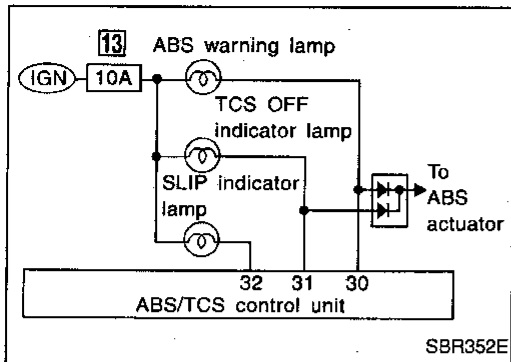 13
ABS warning lamp
IGN
10A
TCS OFF
indicator lamp
SLIP indicator
lamp
To
ABS
actuator
32 31 30
ABS/TCS control unit
SBR352E